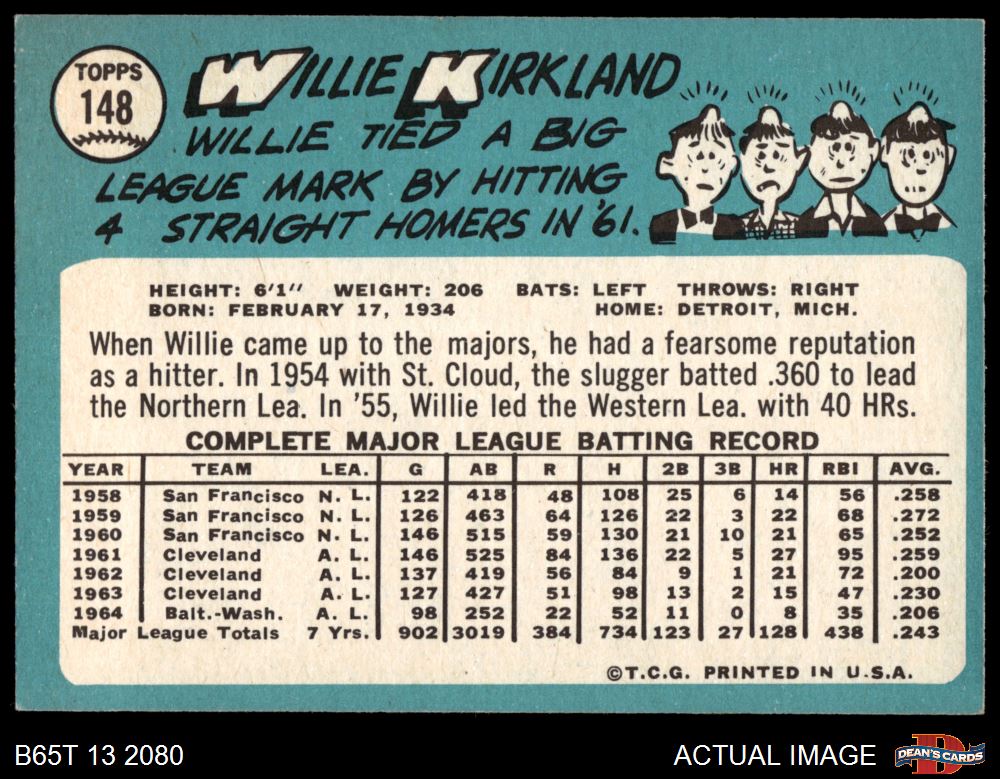 TOPPS
148
WILLIE KIRKLAND
WILLIE TIED A BIG
LEAGUE MARK BY HITTING
4 STRAIGHT HOMERS IN '61.
HEIGHT: 6'1" WEIGHT: 206 BATS: LEFT THROWS: RIGHT
BORN: FEBRUARY 17, 1934 HOME: DETROIT, MICH.
When Willie came up to the majors, he had a fearsome reputation
as a hitter. In 1954 with St. Cloud, the slugger batted .360 to lead
the Northern Lea. In '55, Willie led the Western Lea. with 40 HRs.
COMPLETE MAJOR LEAGUE BATTING RECORD
YEAR TEAM LEA. G AB R H 2B 3B HR RBI AVG.
1958 San Francisco N. L. 122 418 48 108 25 6 14 56 .258
1959 San Francisco N. L. 126 463 64 126 22 3 22 68 .272
1960 San Francisco N. L. 146 515 59 130 21 10 21 65 .252
1961 Cleveland A. L. 146 525 84 136 22 5 27 95 .259
1962 Cleveland A. L. 137 419 56 84 9 1 21 72 .200
1963 Cleveland A. L. 127 427 51 98 13 2 15 47 .230
1964 Balt.-Wash. A. L. 98 252 22 52 11 0 8 35 .206
Major League Totals 7 Yrs. 902 3019 384 734 123 27 128 438 .243
©T.C.G. PRINTED IN U.S.A.
B65T 13 2080 ACTUAL IMAGE DEAN'S CARDS